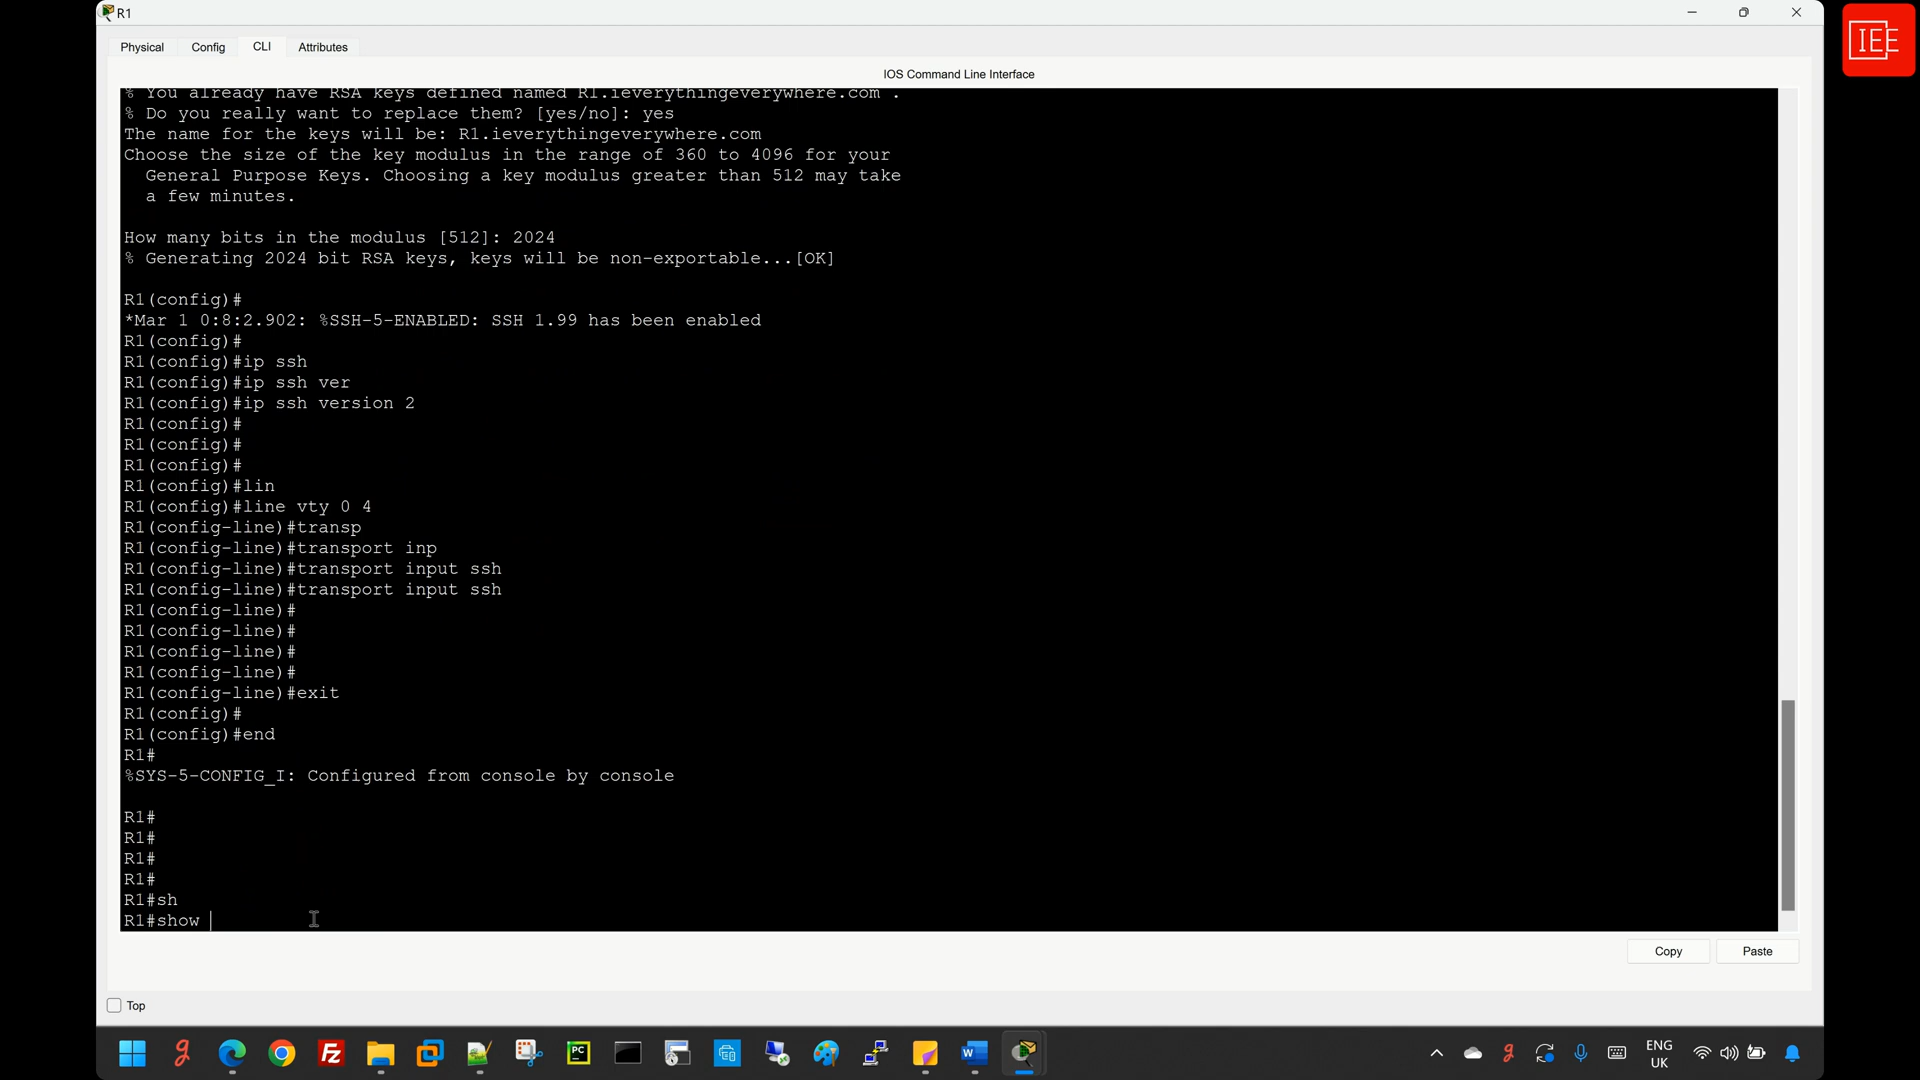 R1
IEE
Physical Config CLI Attributes
IOS Command Line Interface
% You already have RSA keys defined named R1.ieverythingeverywhere.com .
% Do you really want to replace them? [yes/no]: yes
The name for the keys will be: R1.ieverythingeverywhere.com
Choose the size of the key modulus in the range of 360 to 4096 for your
General Purpose Keys. Choosing a key modulus greater than 512 may take
a few minutes.
How many bits in the modulus [512]: 2024
% Generating 2024 bit RSA keys, keys will be non-exportable...[OK]
R1(config)#
*Mar 1 0:8:2.902: %SSH-5-ENABLED: SSH 1.99 has been enabled
R1(config)#
R1(config)#ip ssh
R1(config)#ip ssh ver
R1(config)#ip ssh version 2
R1(config)#
R1(config)#
R1(config)#
R1(config)#lin
R1(config)#line vty 0 4
R1(config-line)#transp
R1(config-line)#transport inp
R1(config-line)#transport input ssh
R1(config-line)#transport input ssh
R1(config-line)#
R1(config-line)#
R1(config-line)#
R1(config-line)#
R1(config-line)#exit
R1(config)#
R1(config)#end
R1#
%SYS-5-CONFIG_I: Configured from console by console
R1#
R1#
R1#
R1#
R1#sh
R1#show
Copy Paste
Top
ENG
UK